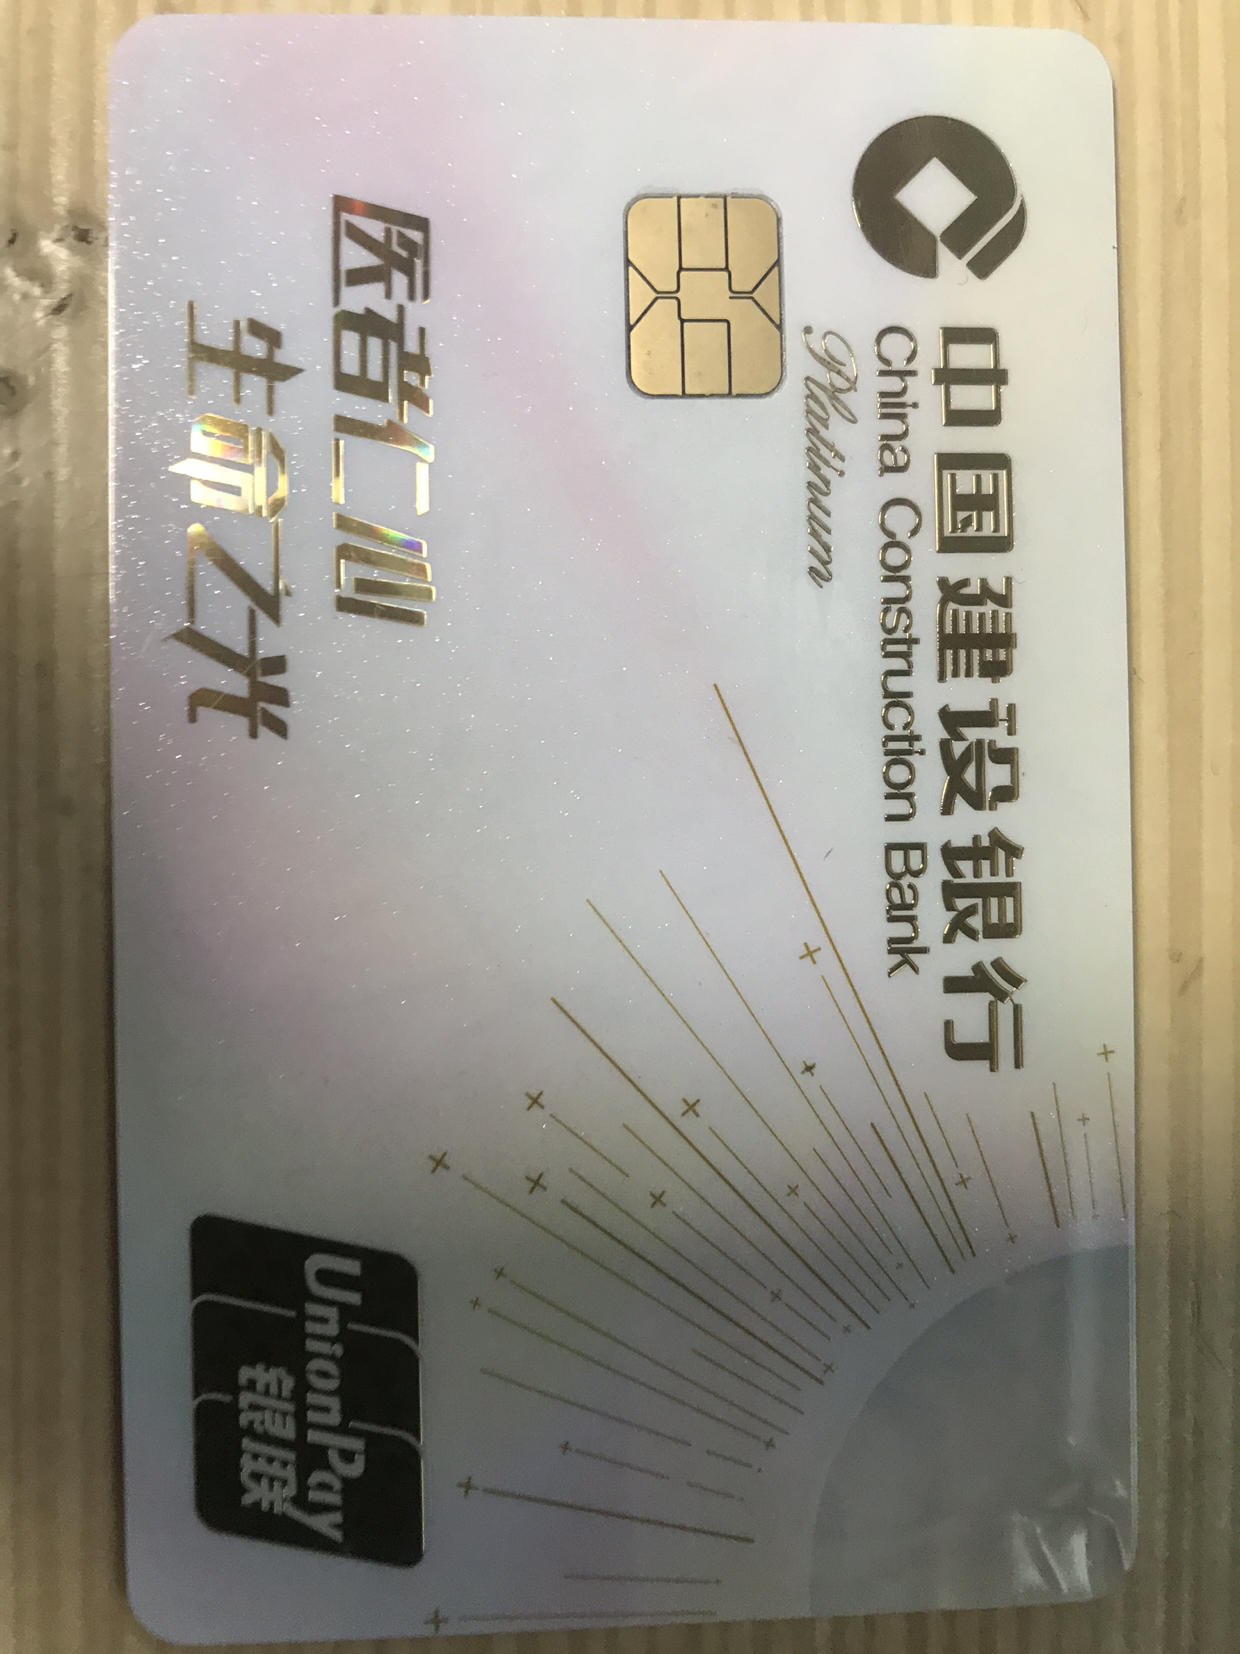 中国建设银行
China Construction Bank
Platinum
医者仁心
生命之光
UnionPay
银联